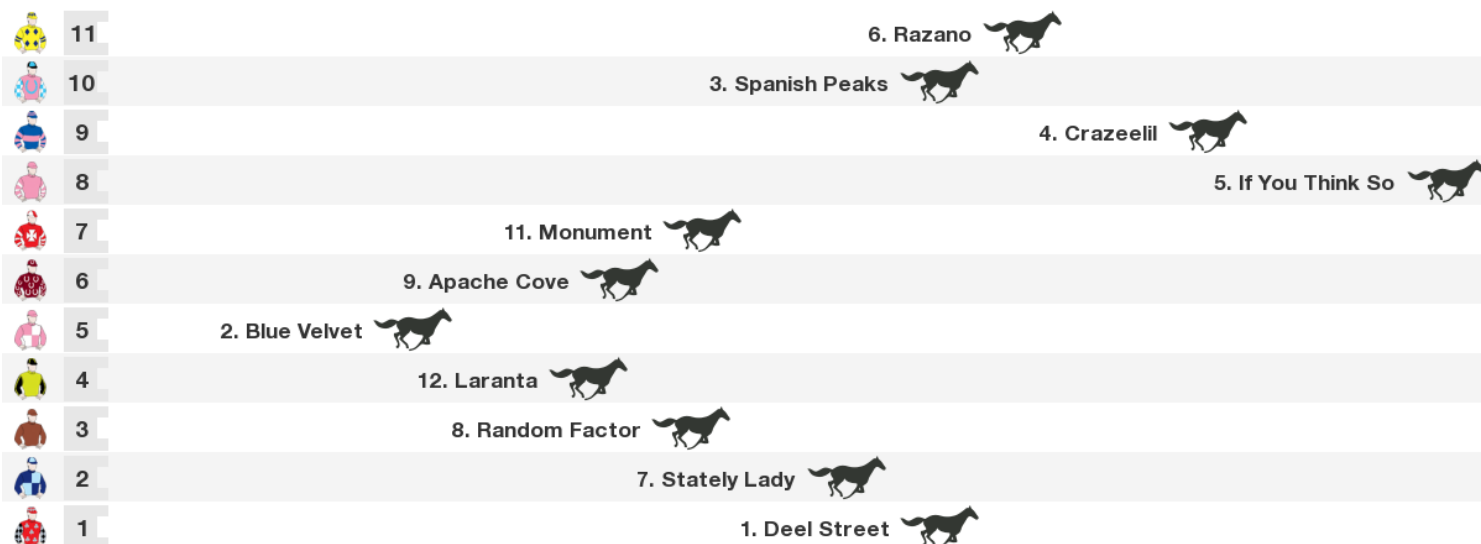 11 6. Razano
10 3. Spanish Peaks
9 4. Crazeelil
8 5. If You Think So
7 11. Monument
6 9. Apache Cove
5 2. Blue Velvet
4 12. Laranta
3 8. Random Factor
2 7. Stately Lady
1 1. Deel Street